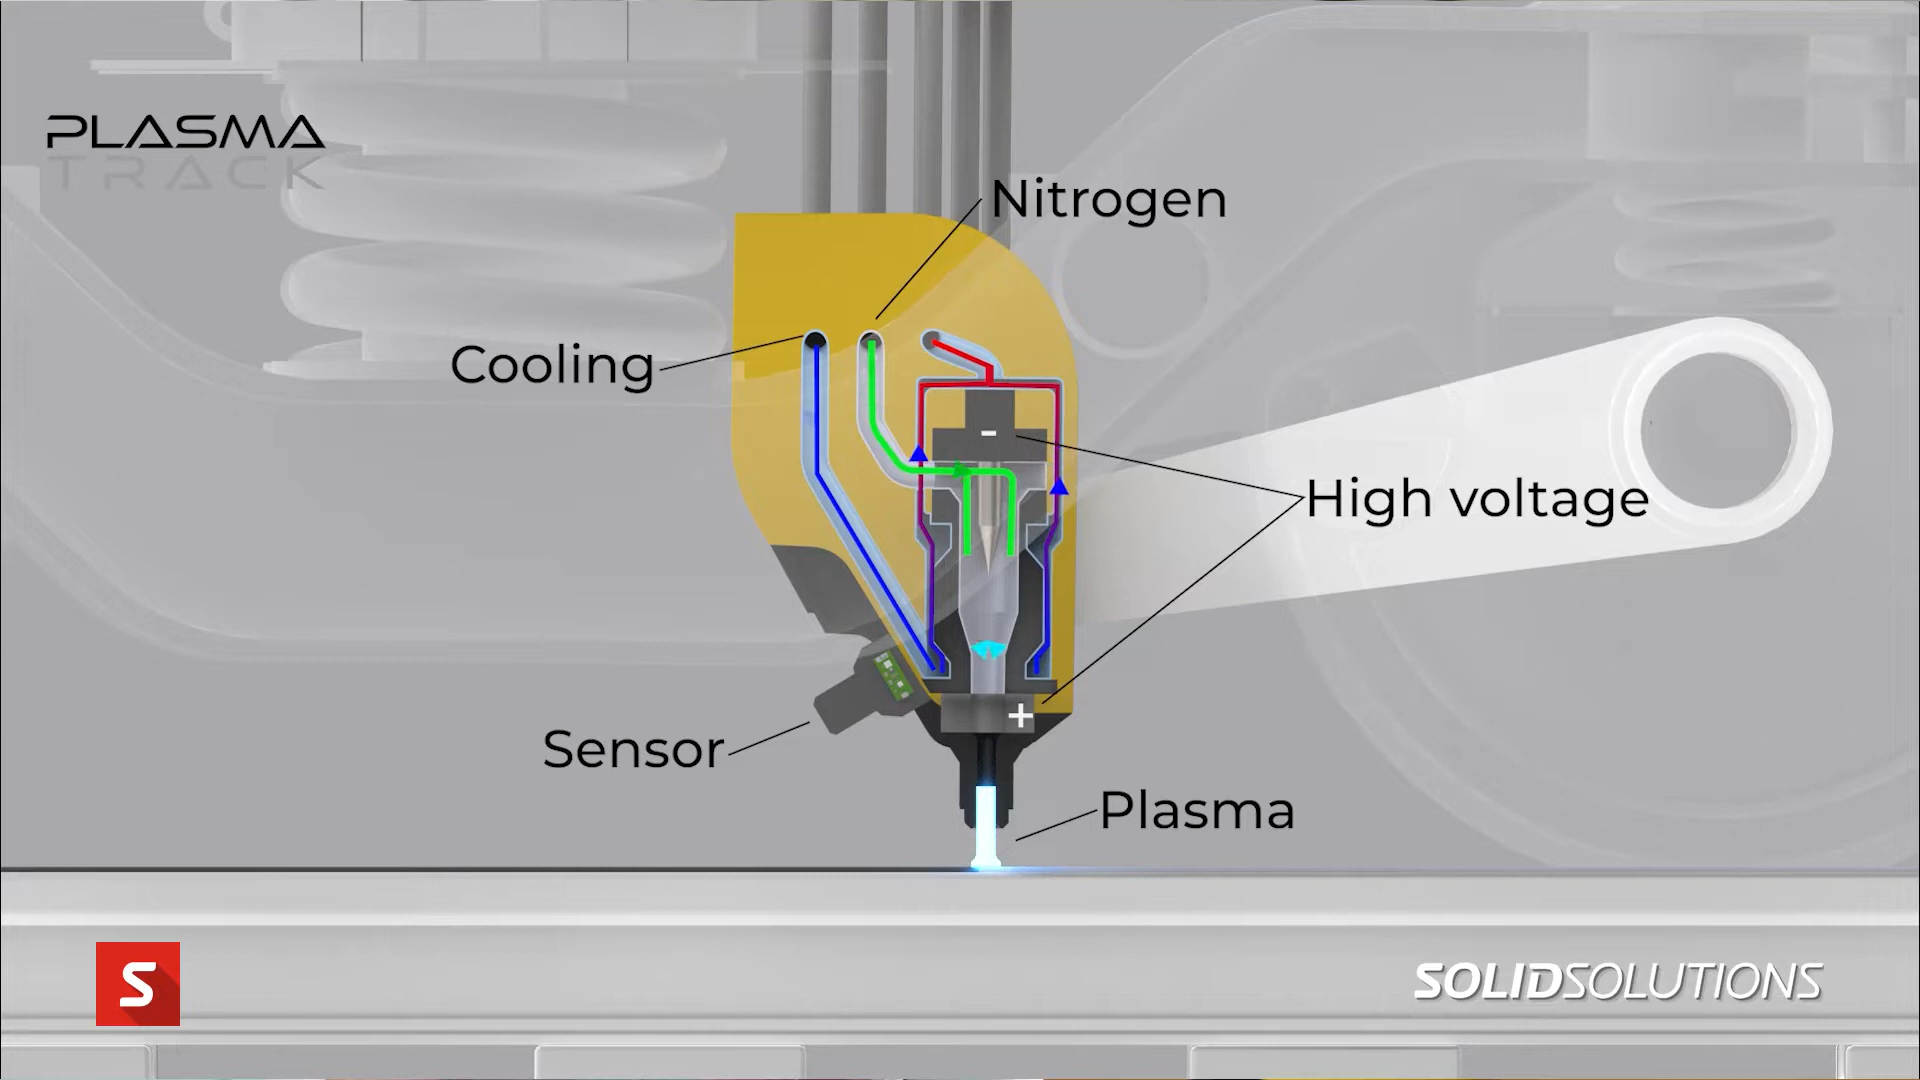 PLASMA
TRACK
Nitrogen
Cooling
-
High voltage
+
Sensor
Plasma
S
SOLIDSOLUTIONS